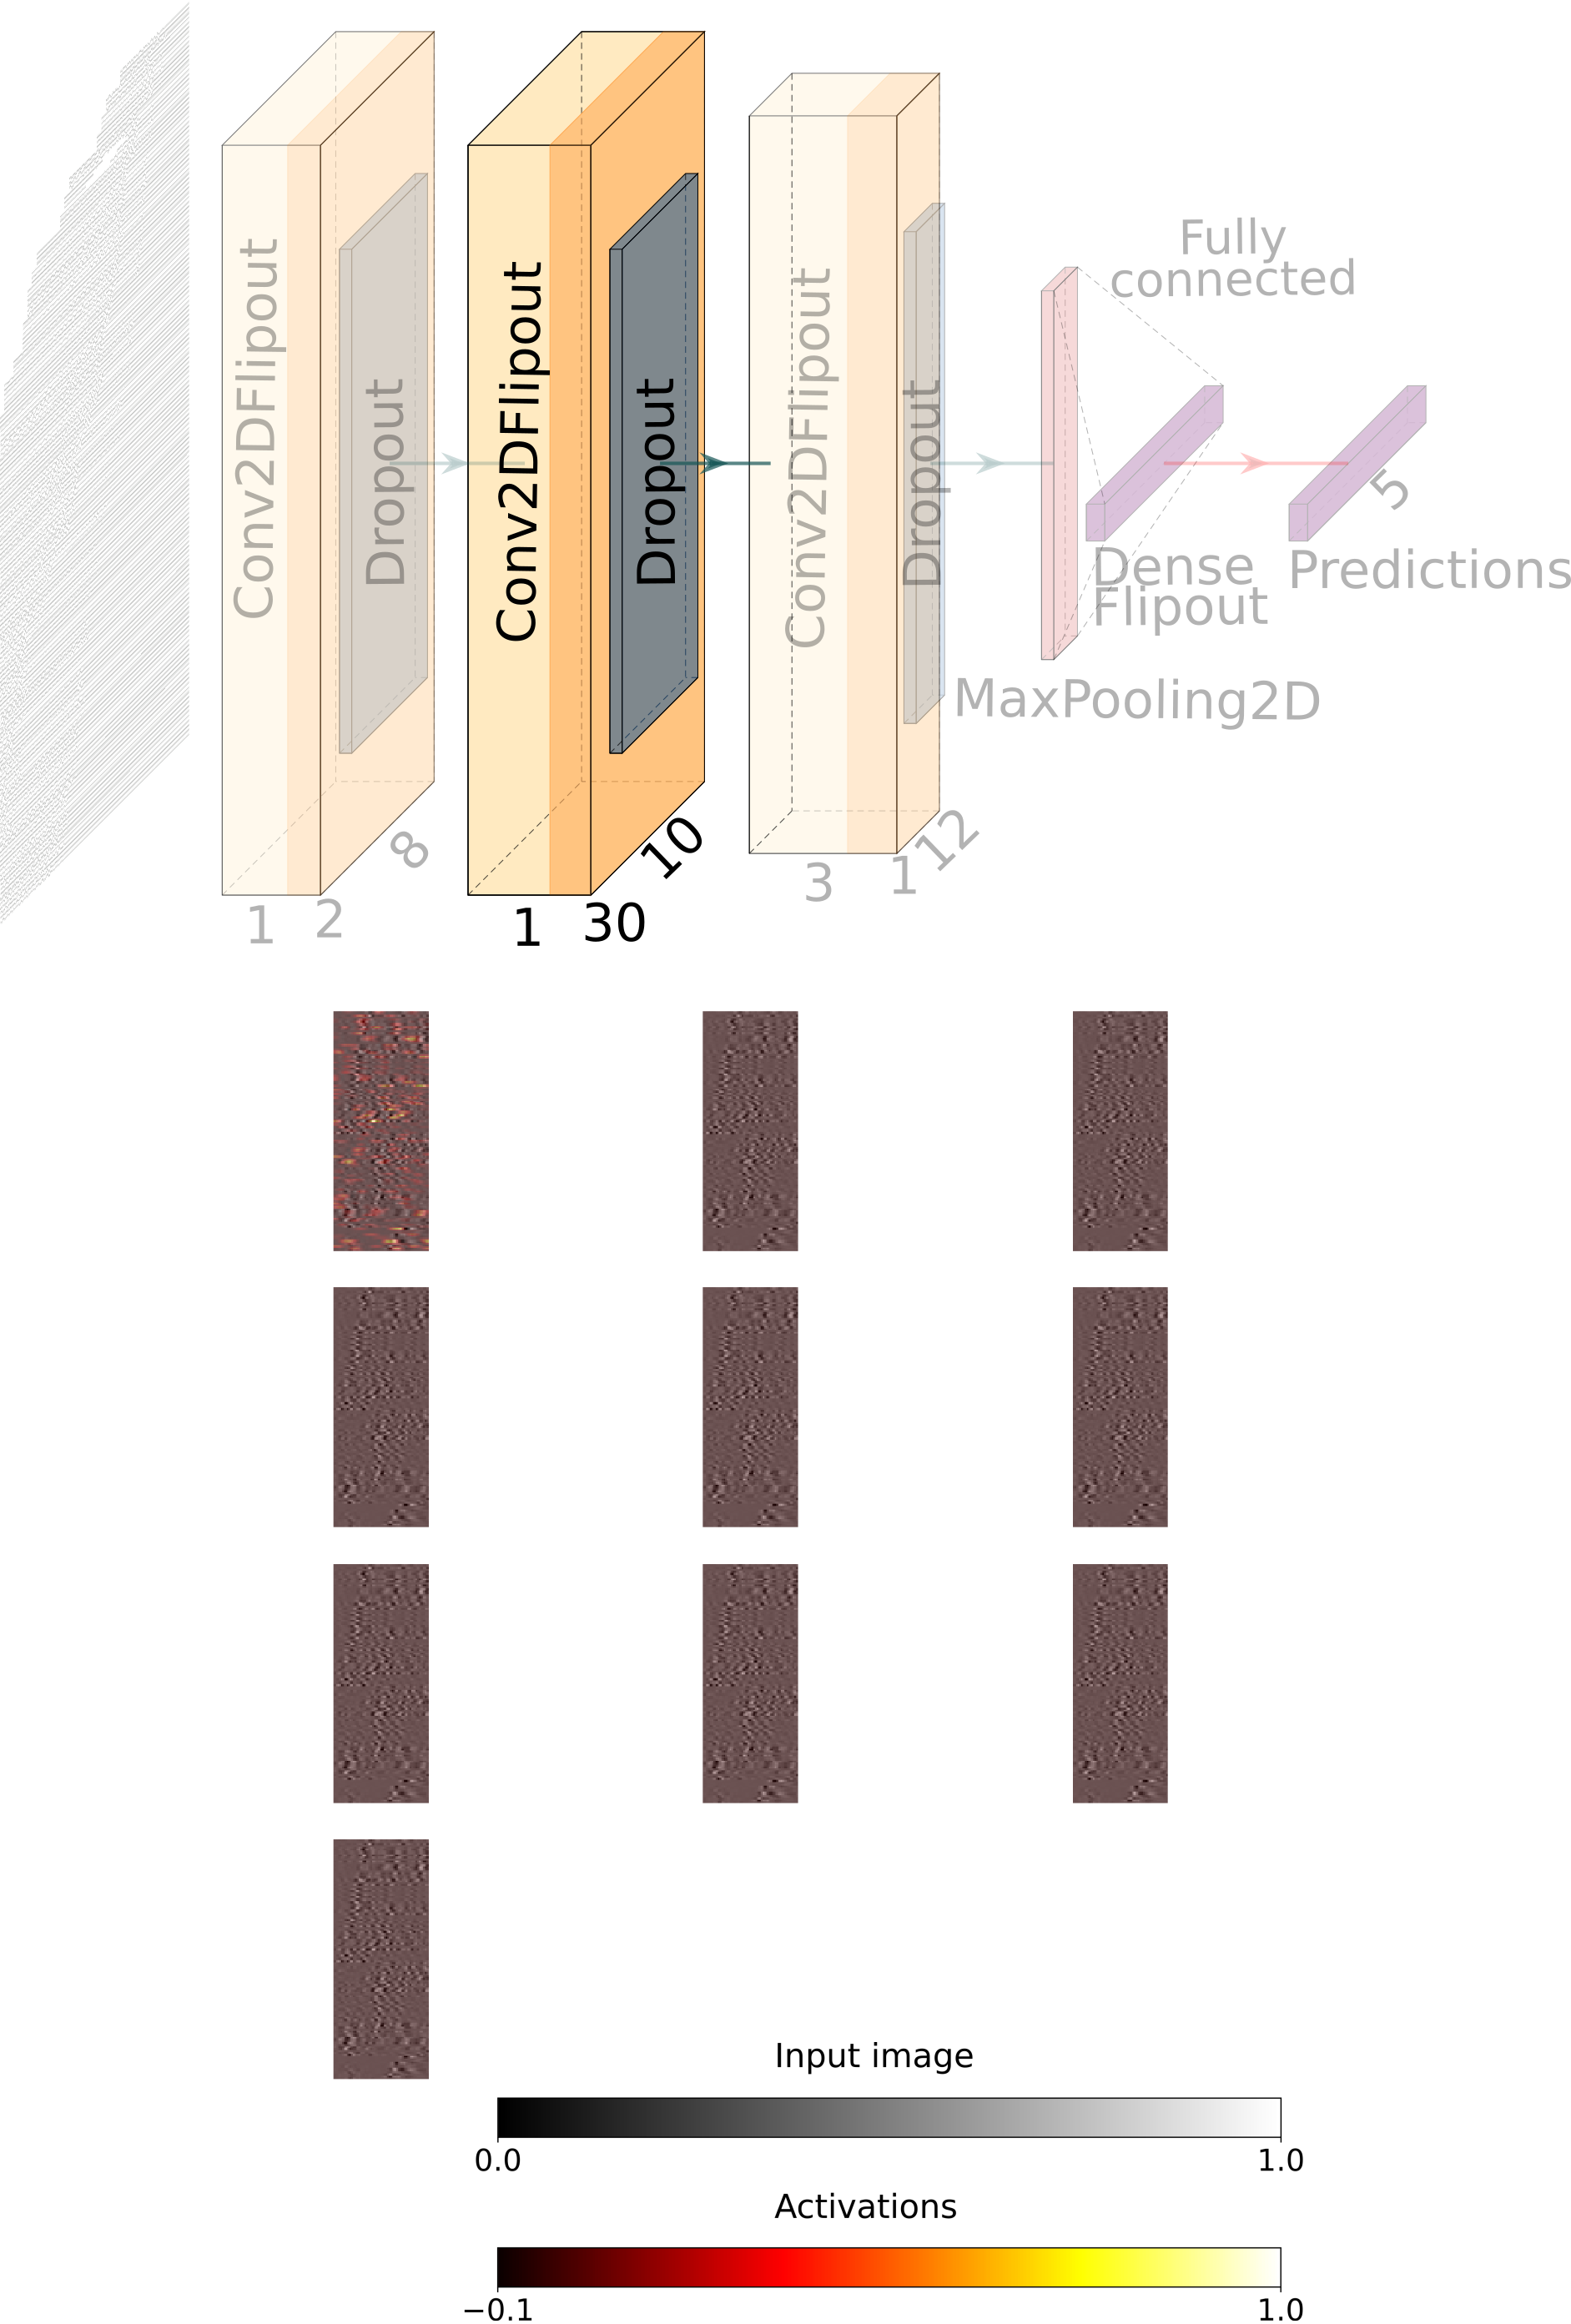 Conv2DFlipout
Dropout
8
1
2
Conv2DFlipout
Dropout
10
1
30
Conv2DFlipout
Dropout
12
3
1
Fully
connected
Dense
Flipout
MaxPooling2D
5
Predictions
Input image
0.0
1.0
Activations
−0.1
1.0